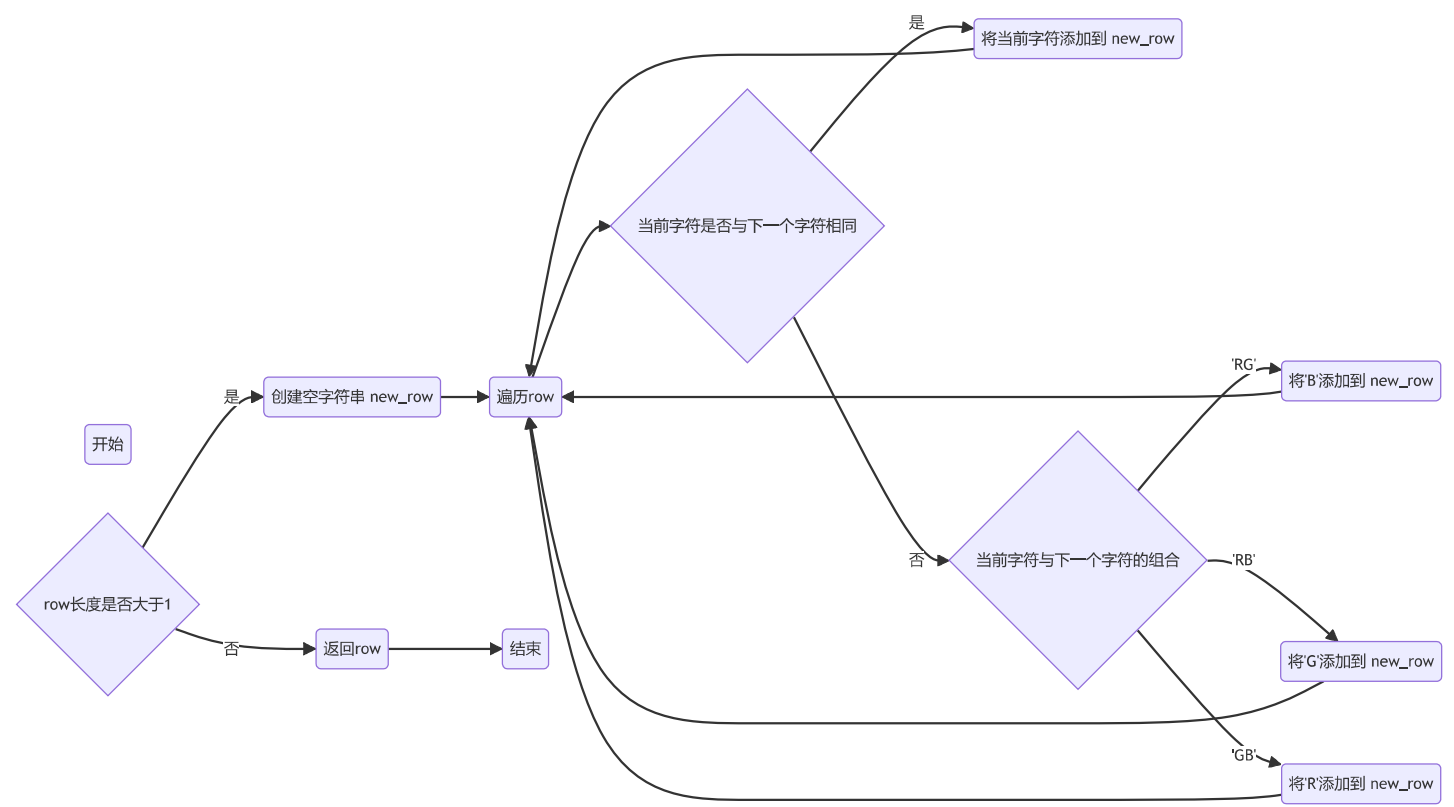 开始
row长度是否大于1
是
创建空字符串 new_row
遍历row
否
返回row
结束
当前字符是否与下一个字符相同
是
将当前字符添加到 new_row
否
当前字符与下一个字符的组合
'RG'
将'B'添加到 new_row
'RB'
将'G'添加到 new_row
'GB'
将'R'添加到 new_row